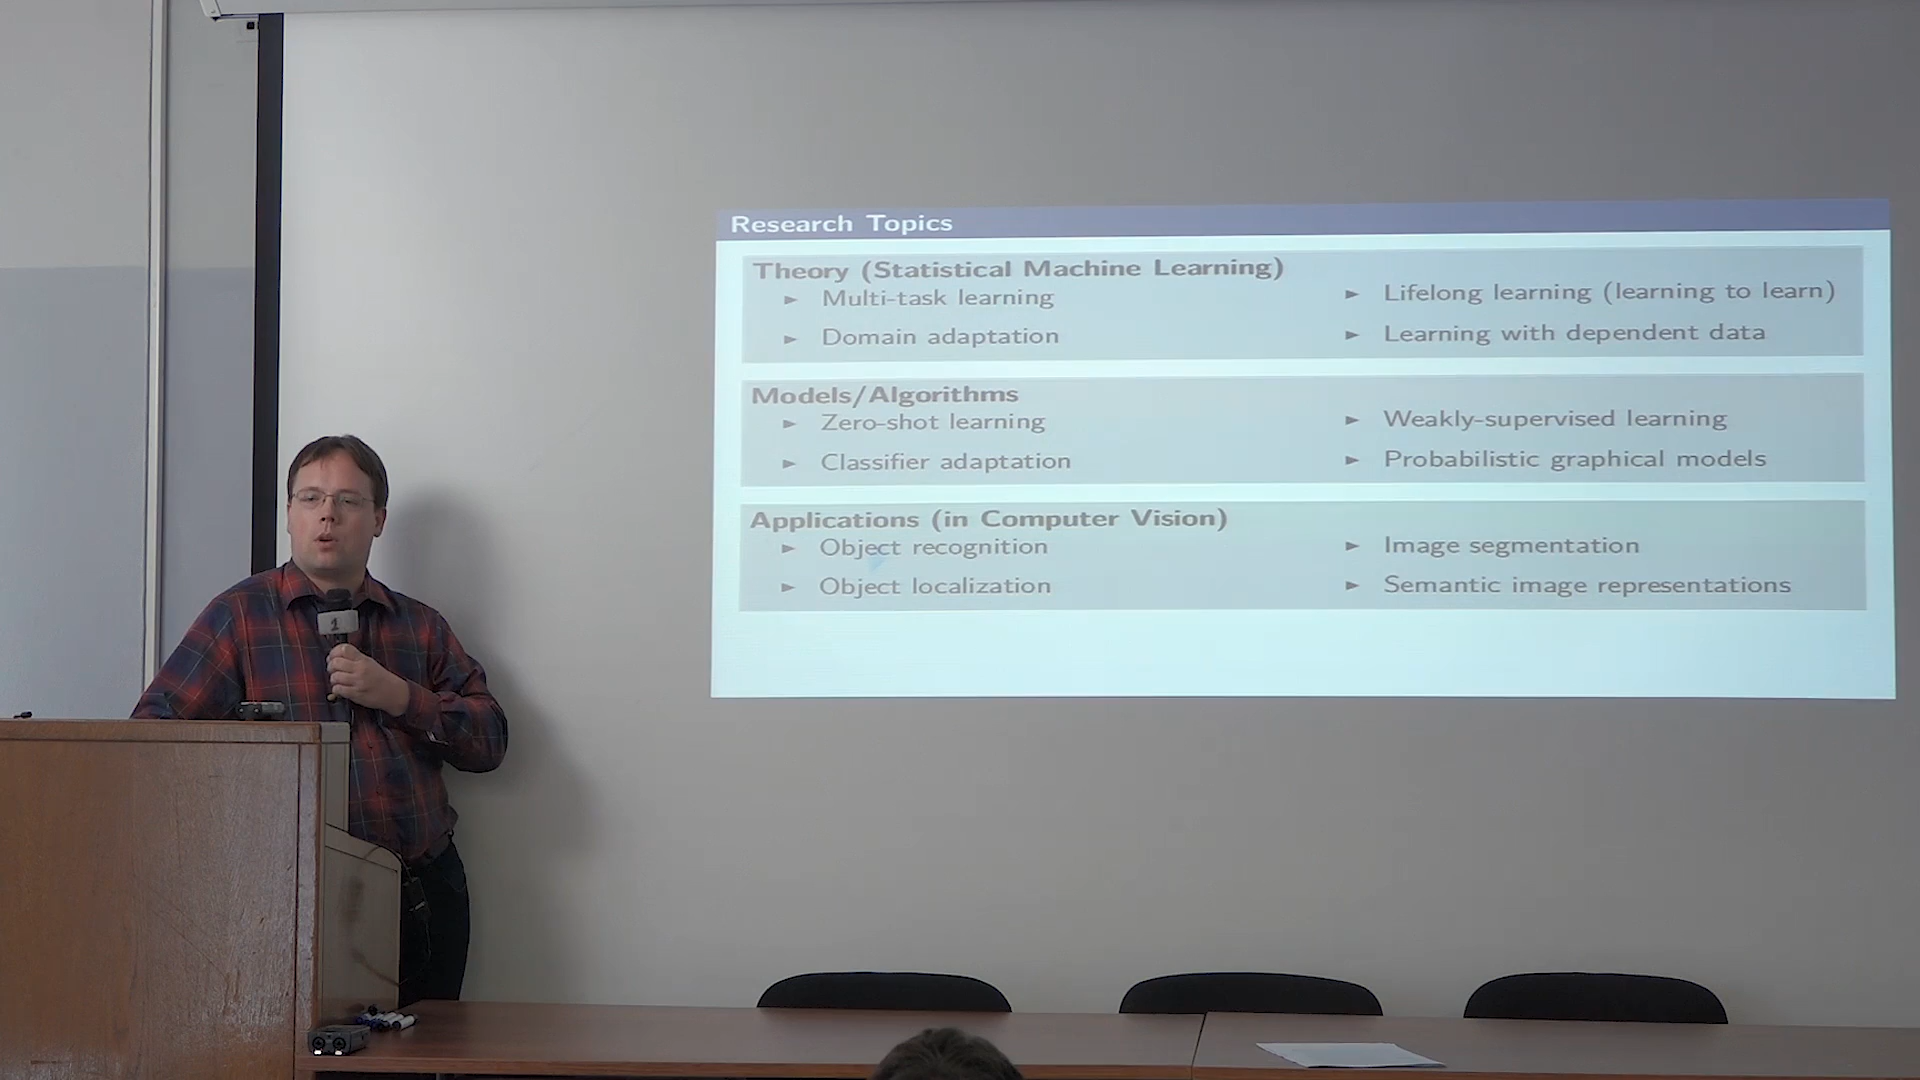 Research Topics
Theory (Statistical Machine Learning)
► Multi-task learning
► Lifelong learning (learning to learn)
► Domain adaptation
► Learning with dependent data
Models/Algorithms
► Zero-shot learning
► Weakly-supervised learning
► Classifier adaptation
► Probabilistic graphical models
Applications (in Computer Vision)
► Object recognition
► Image segmentation
► Object localization
► Semantic image representations
1